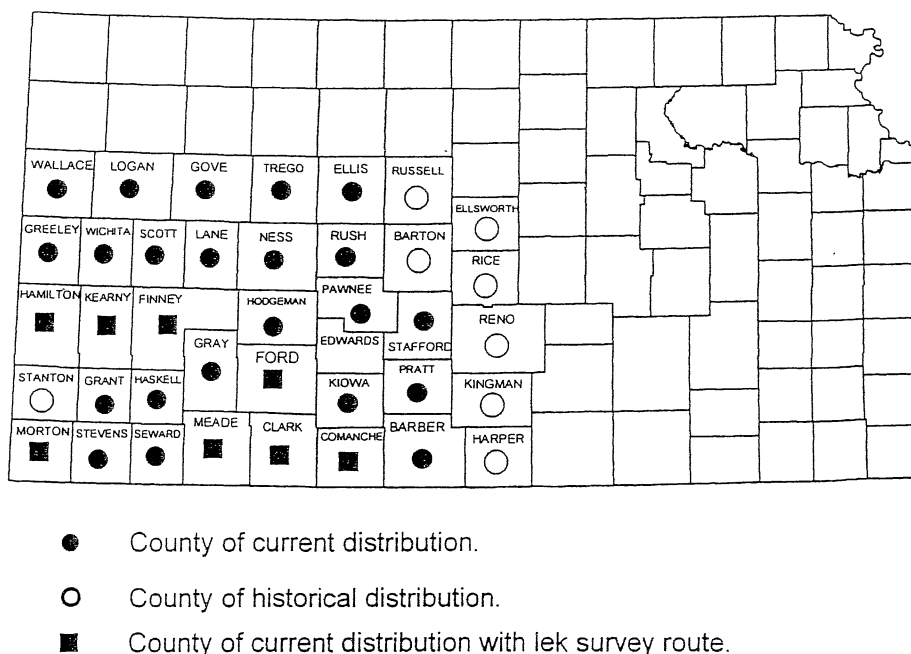 WALLACE LOGAN GOVE TREGO ELLIS RUSSELL
ELLSWORTH
GREELEY WICHITA SCOTT LANE NESS RUSH BARTON
RICE
HAMILTON KEARNY FINNEY HODGEMAN PAWNEE
RENO
GRAY FORD EDWARDS STAFFORD
STANTON GRANT HASKELL KIOWA PRATT KINGMAN
MORTON STEVENS SEWARD MEADE CLARK COMANCHE BARBER HARPER
County of current distribution.
County of historical distribution.
County of current distribution with lek survey route.